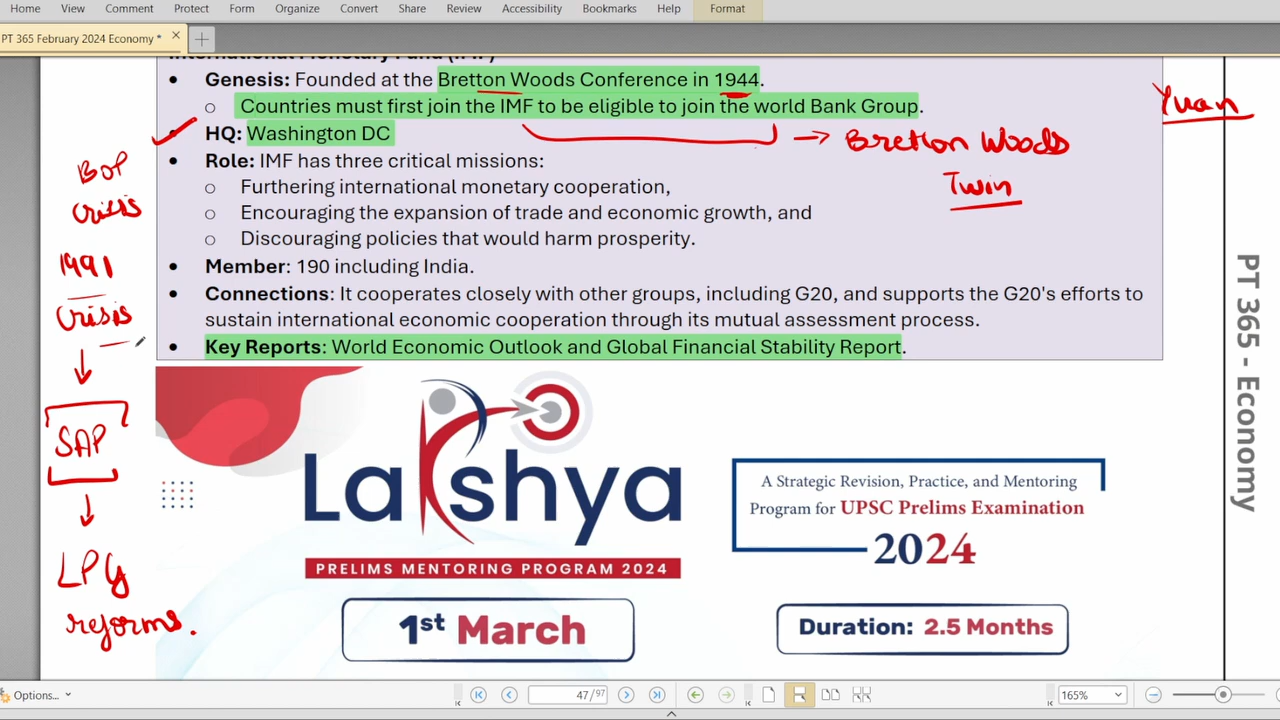 Home Comment Protect Form Organize Convert Share Review Accessibility Bookmarks Help Format
PT 365 February 2024 Economy *
• Genesis: Founded at the Bretton Woods Conference in 1944.
○ Countries must first join the IMF to be eligible to join the world Bank Group.
Yuan
• HQ: Washington DC
→ Bretton Woods
Twin
• Role: IMF has three critical missions:
○ Furthering international monetary cooperation,
○ Encouraging the expansion of trade and economic growth, and
○ Discouraging policies that would harm prosperity.
• Member: 190 including India.
• Connections: It cooperates closely with other groups, including G20, and supports the G20's efforts to
sustain international economic cooperation through its mutual assessment process.
• Key Reports: World Economic Outlook and Global Financial Stability Report.
BOP
crisis
1991
crisis
SAP
LPG
reforms.
PT 365 - Economy
Lakshya
PRELIMS MENTORING PROGRAM 2024
A Strategic Revision, Practice, and Mentoring
Program for UPSC Prelims Examination
2024
1st March
Duration: 2.5 Months
Options...
47 / 97
165%